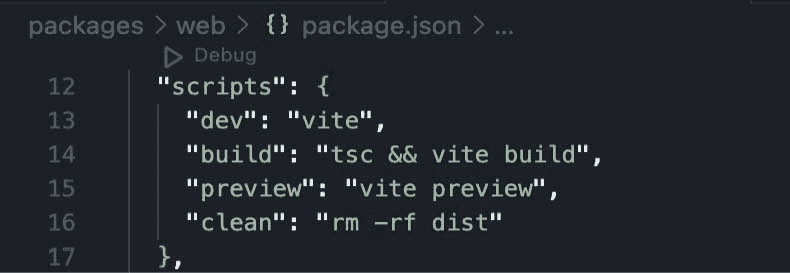 packages > web > {} package.json > ...
Debug
12 "scripts": {
13 "dev": "vite",
14 "build": "tsc && vite build",
15 "preview": "vite preview",
16 "clean": "rm -rf dist"
17 },